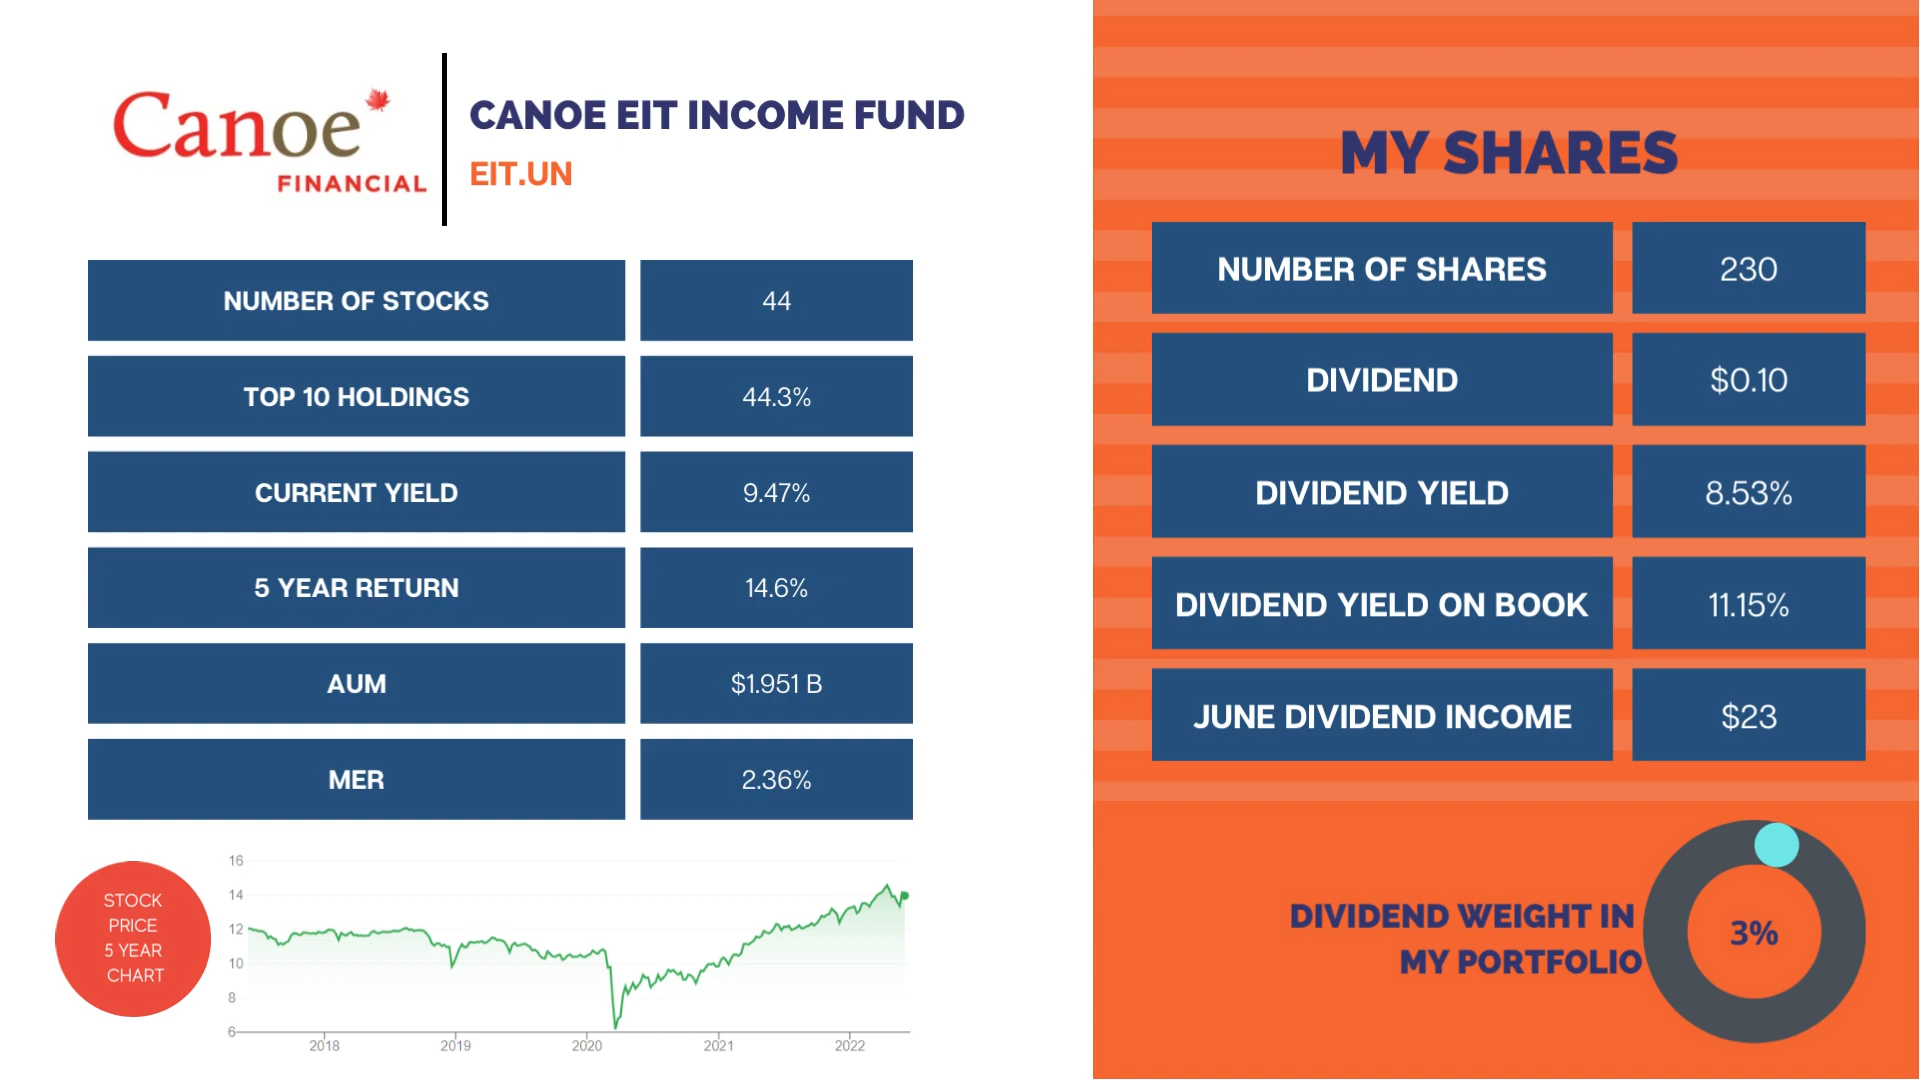 Canoe
FINANCIAL
CANOE EIT INCOME FUND
EIT.UN
NUMBER OF STOCKS 44
TOP 10 HOLDINGS 44.3%
CURRENT YIELD 9.47%
5 YEAR RETURN 14.6%
AUM $1.951 B
MER 2.36%
STOCK
PRICE
5 YEAR
CHART
16
14
12
10
8
6
2018 2019 2020 2021 2022
MY SHARES
NUMBER OF SHARES 230
DIVIDEND $0.10
DIVIDEND YIELD 8.53%
DIVIDEND YIELD ON BOOK 11.15%
JUNE DIVIDEND INCOME $23
DIVIDEND WEIGHT IN
MY PORTFOLIO
3%